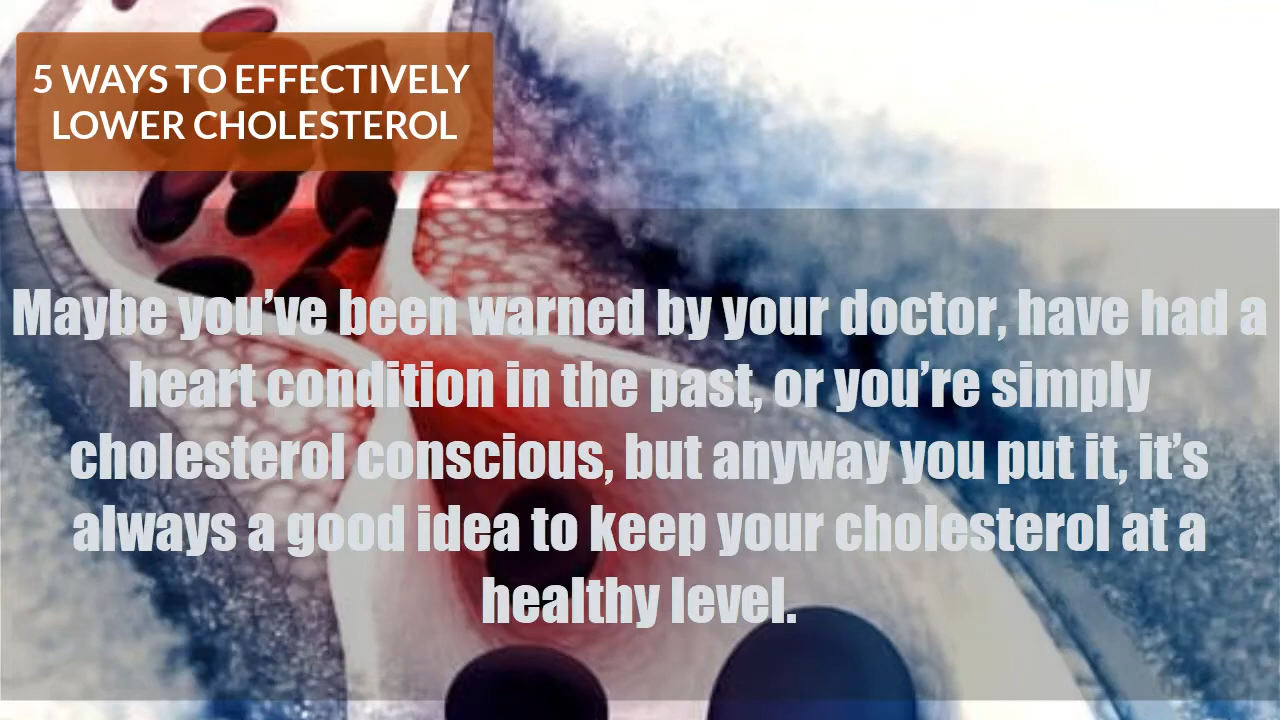 5 WAYS TO EFFECTIVELY
LOWER CHOLESTEROL
Maybe you’ve been warned by your doctor, have had a
heart condition in the past, or you’re simply
cholesterol conscious, but anyway you put it, it’s
always a good idea to keep your cholesterol at a
healthy level.